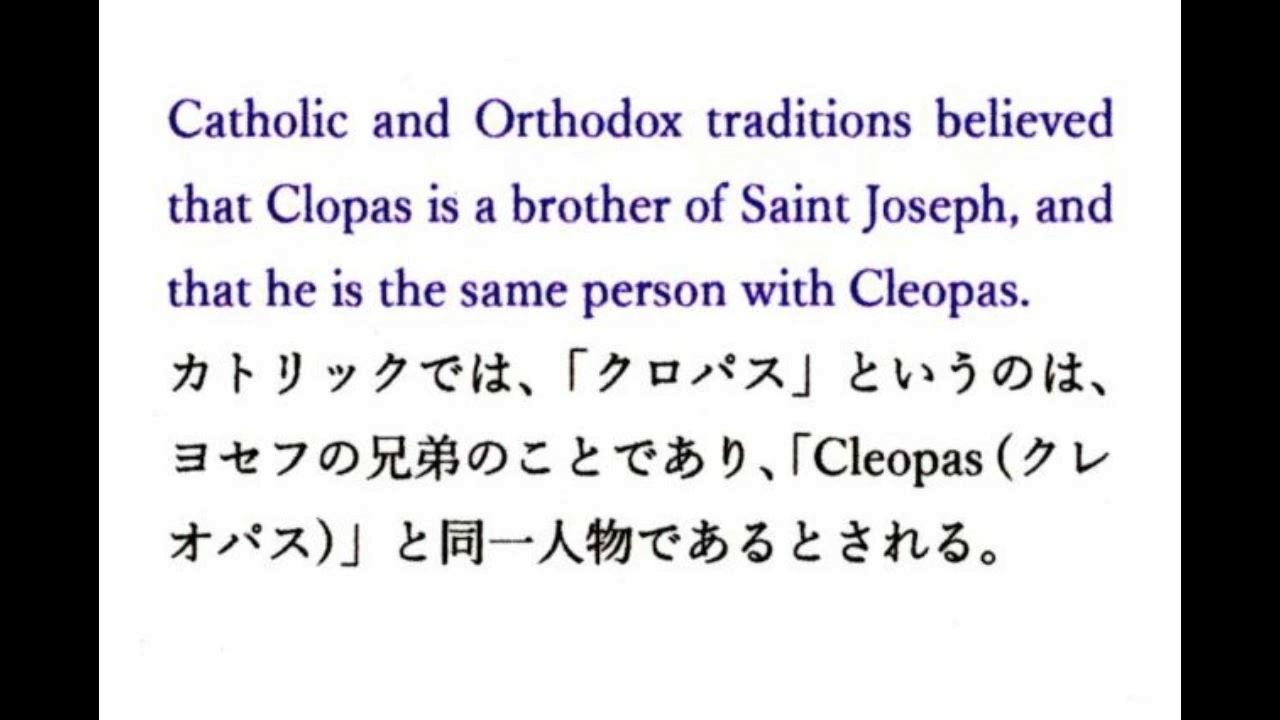 Catholic and Orthodox traditions believed
that Clopas is a brother of Saint Joseph, and
that he is the same person with Cleopas.
カトリックでは、「クロパス」というのは、
ヨセフの兄弟のことであり、「Cleopas（クレ
オパス）」と同一人物であるとされる。